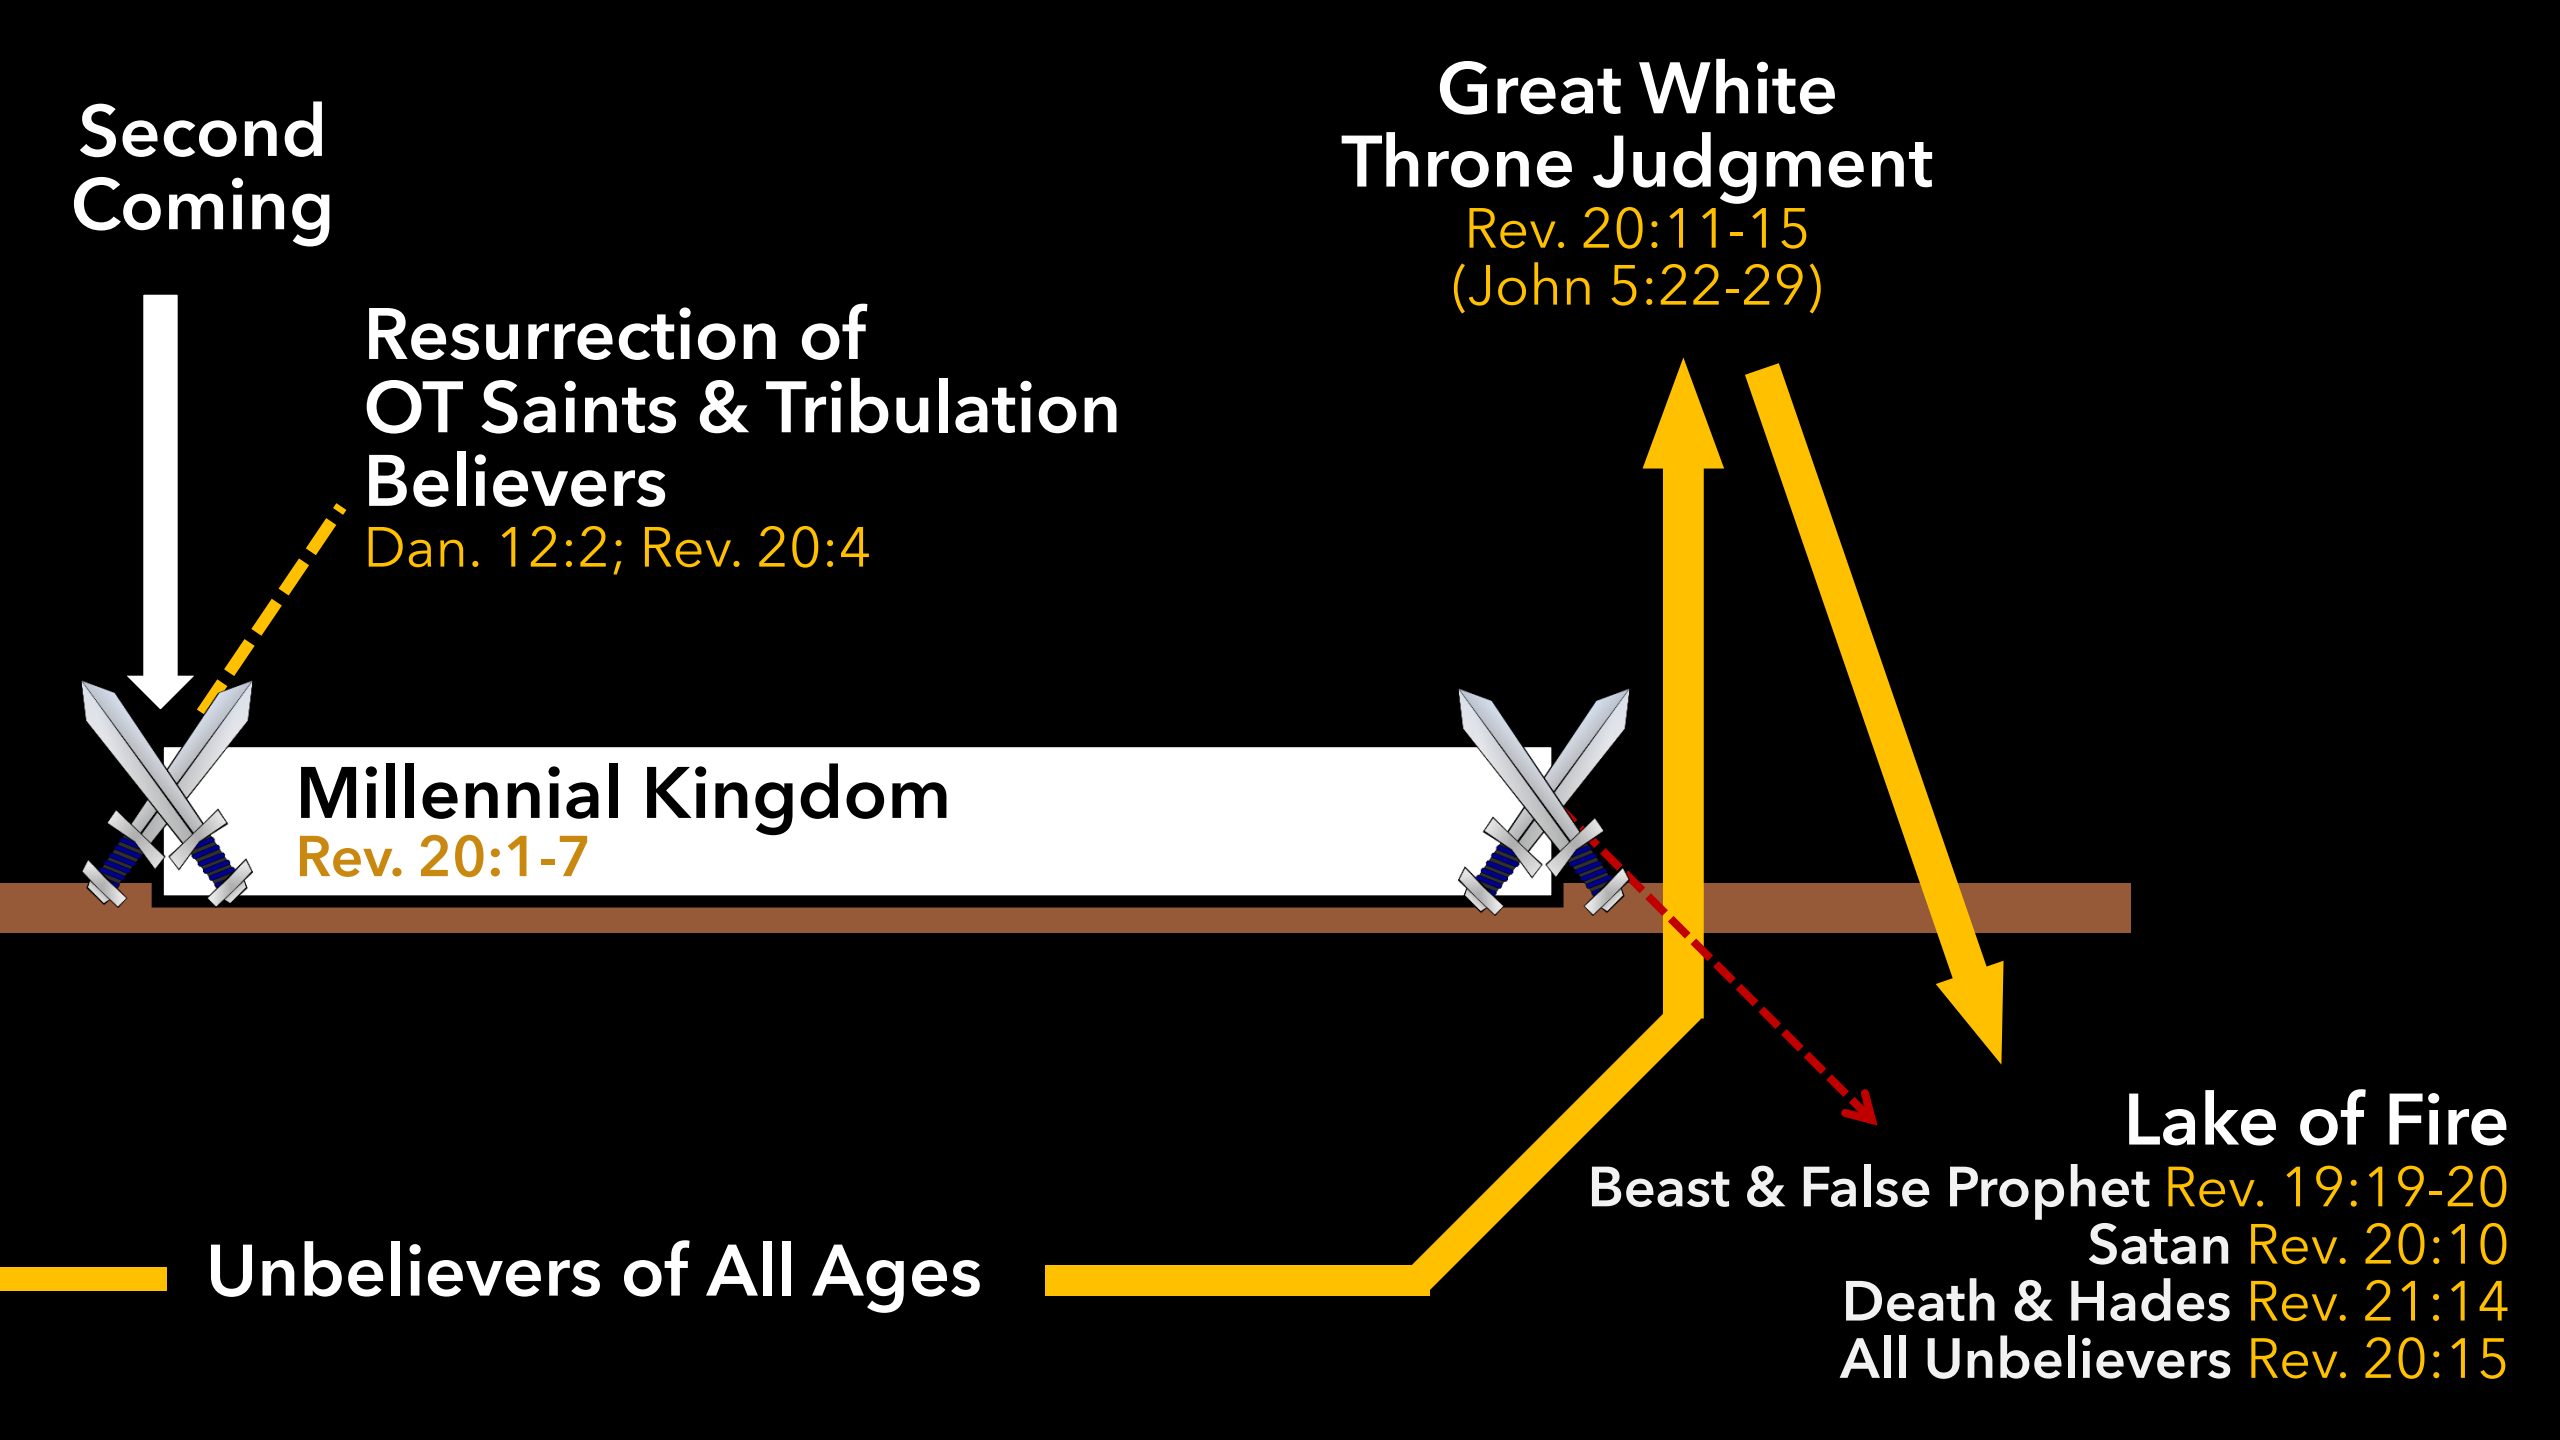 Second
Coming
Great White
Throne Judgment
Rev. 20:11-15
(John 5:22-29)
Resurrection of
OT Saints & Tribulation
Believers
Dan. 12:2; Rev. 20:4
Millennial Kingdom
Rev. 20:1-7
Unbelievers of All Ages
Lake of Fire
Beast & False Prophet Rev. 19:19-20
Satan Rev. 20:10
Death & Hades Rev. 21:14
All Unbelievers Rev. 20:15